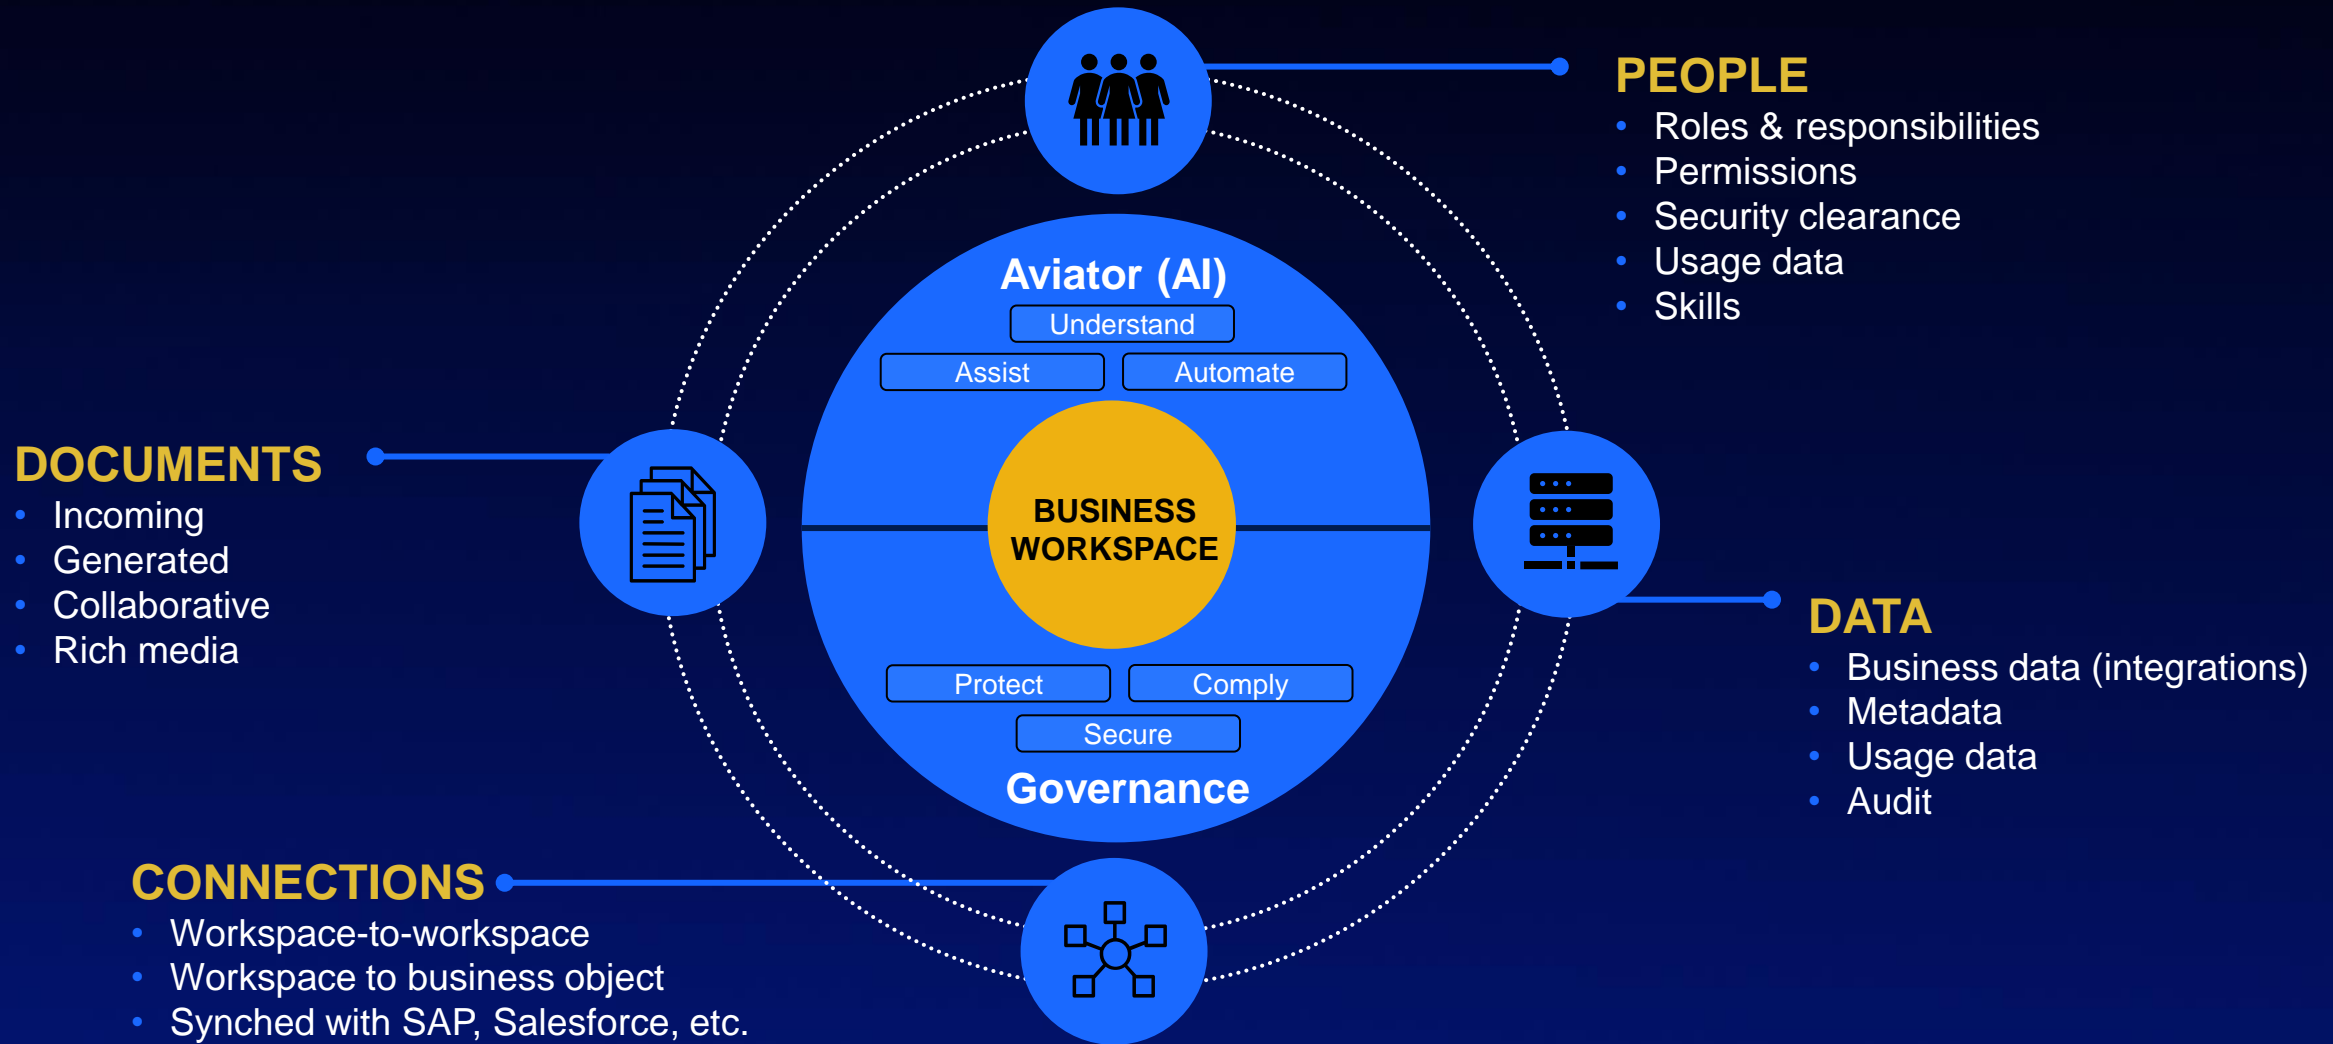 PEOPLE
• Roles & responsibilities
• Permissions
• Security clearance
• Usage data
• Skills
Aviator (AI)
Understand
Assist
Automate
DOCUMENTS
• Incoming
• Generated
• Collaborative
• Rich media
BUSINESS
WORKSPACE
DATA
• Business data (integrations)
• Metadata
• Usage data
• Audit
Protect
Comply
Secure
Governance
CONNECTIONS
• Workspace-to-workspace
• Workspace to business object
• Synched with SAP, Salesforce, etc.